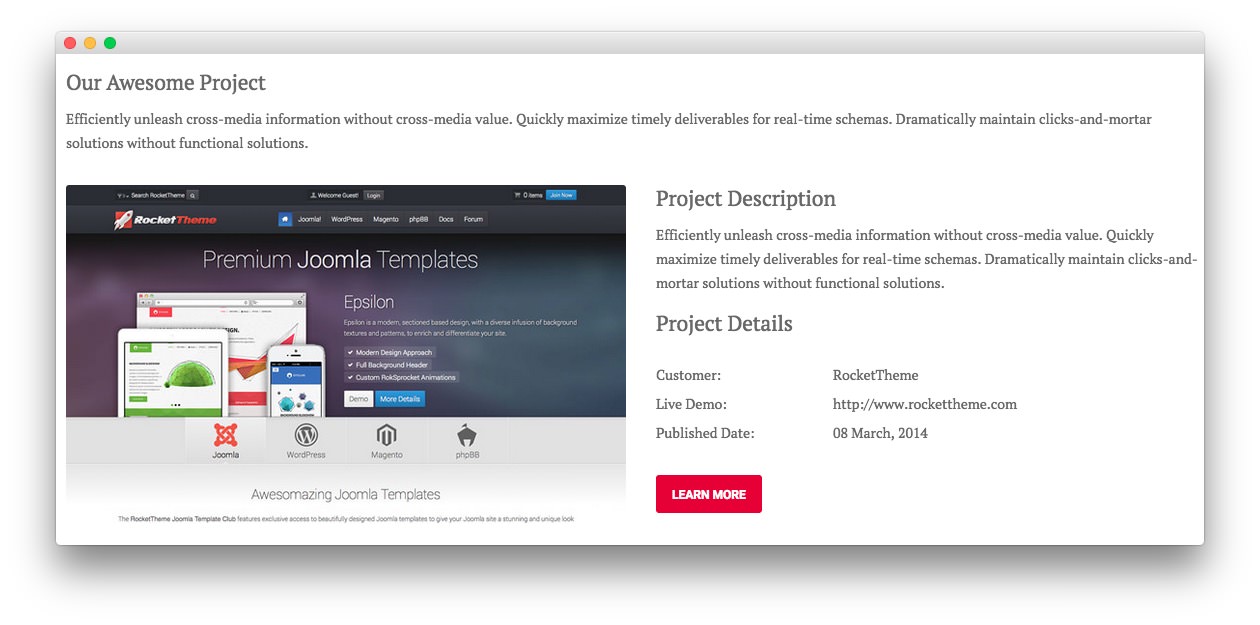 Our Awesome Project
Efficiently unleash cross-media information without cross-media value. Quickly maximize timely deliverables for real-time schemas. Dramatically maintain clicks-and-mortar
solutions without functional solutions.
Search RocketTheme
Welcome Guest!
Login
0 items
Join Now
RocketTheme
Joomla!
WordPress
Magento
phpBB
Docs
Forum
Premium Joomla Templates
Epsilon
Epsilon is a modern, sectioned based design, with a diverse infusion of background
textures and patterns, to enrich and differentiate your site.
Modern Design Approach
Full Background Header
Custom RokSprocket Animations
Demo
More Details
Joomla
WordPress
Magento
phpBB
Awesomazing Joomla Templates
The RocketTheme Joomla Template Club features exclusive access to beautifully designed Joomla templates to give your Joomla site a stunning and unique look
Project Description
Efficiently unleash cross-media information without cross-media value. Quickly
maximize timely deliverables for real-time schemas. Dramatically maintain clicks-and-
mortar solutions without functional solutions.
Project Details
Customer: RocketTheme
Live Demo: http://www.rockettheme.com
Published Date: 08 March, 2014
LEARN MORE